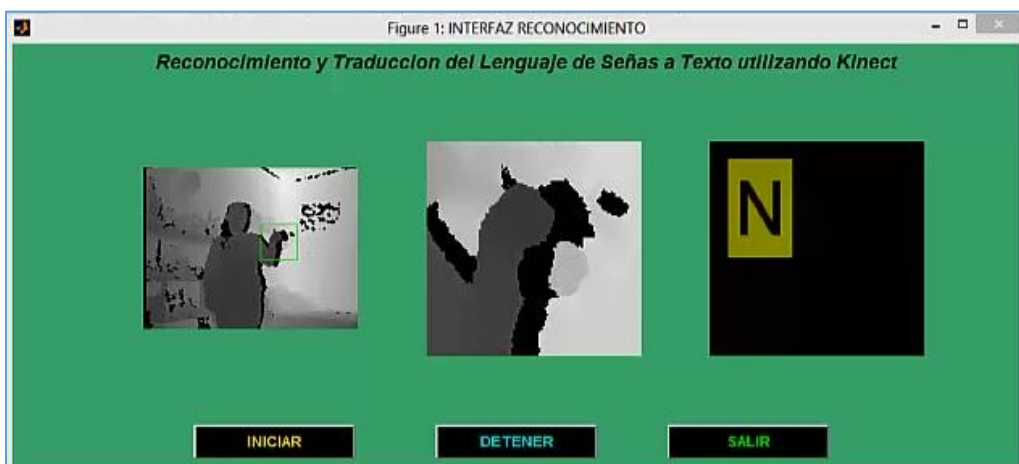 Figure 1: INTERFAZ RECONOCIMIENTO
Reconocimiento y Traduccion del Lenguaje de Señas a Texto utilizando Kinect
N
INICIAR
DETENER
SALIR